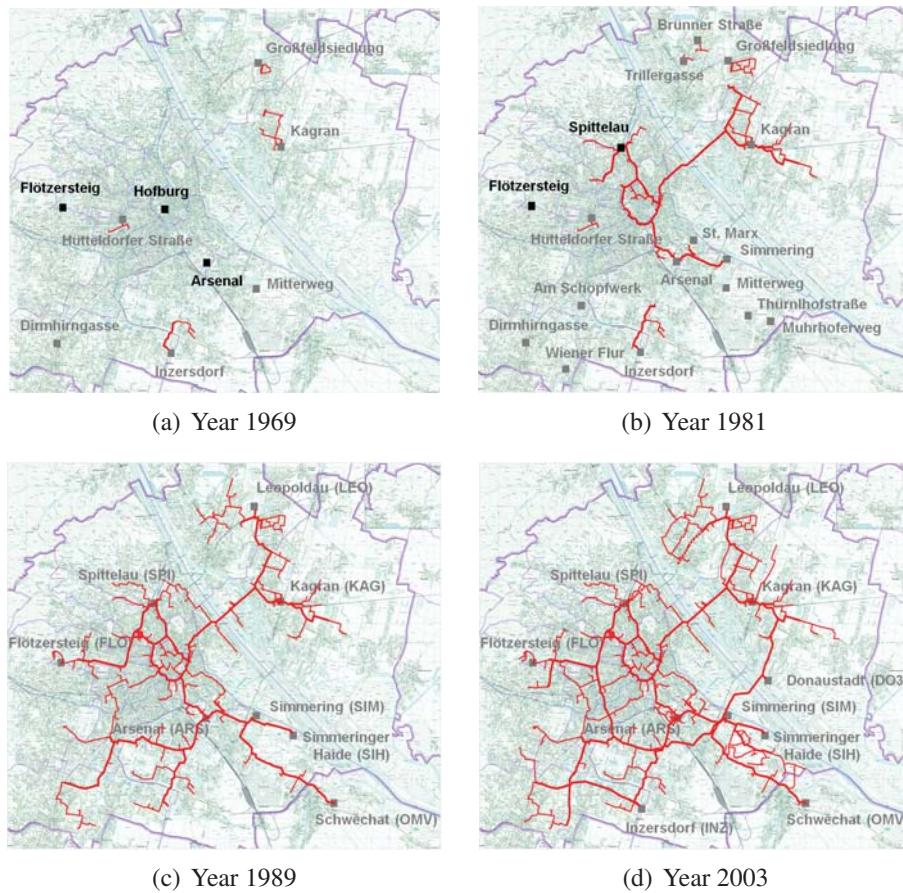 Großfeldsiedlung
Kagran
Flötzersteig
Hofburg
Hütteldorfer Straße
Arsenal
Mitterweg
Dirmhirngasse
Inzersdorf
(a) Year 1969
Brunner Straße
Großfeldsiedlung
Trillergasse
Spittelau
Kagran
Flötzersteig
Hütteldorfer Straße
St. Marx
Simmering
Arsenal
Mitterweg
Am Schöpfwerk
Thürnlhofstraße
Muhrhoferweg
Dirmhirngasse
Wiener Flur
Inzersdorf
(b) Year 1981
Leopoldau (LEO)
Spittelau (SPI)
Kagran (KAG)
Flötzersteig (FLO)
Arsenal (ARS)
Simmering (SIM)
Simmeringer
Haide (SIH)
Schwechat (OMV)
(c) Year 1989
Leopoldau (LEO)
Spittelau (SPI)
Kagran (KAG)
Flötzersteig (FLO)
Donaustadt (DO3
Simmering (SIM)
Arsenal (ARS)
Simmeringer
Haide (SIH)
Inzersdorf (INZ)
Schwechat (OMV
(d) Year 2003